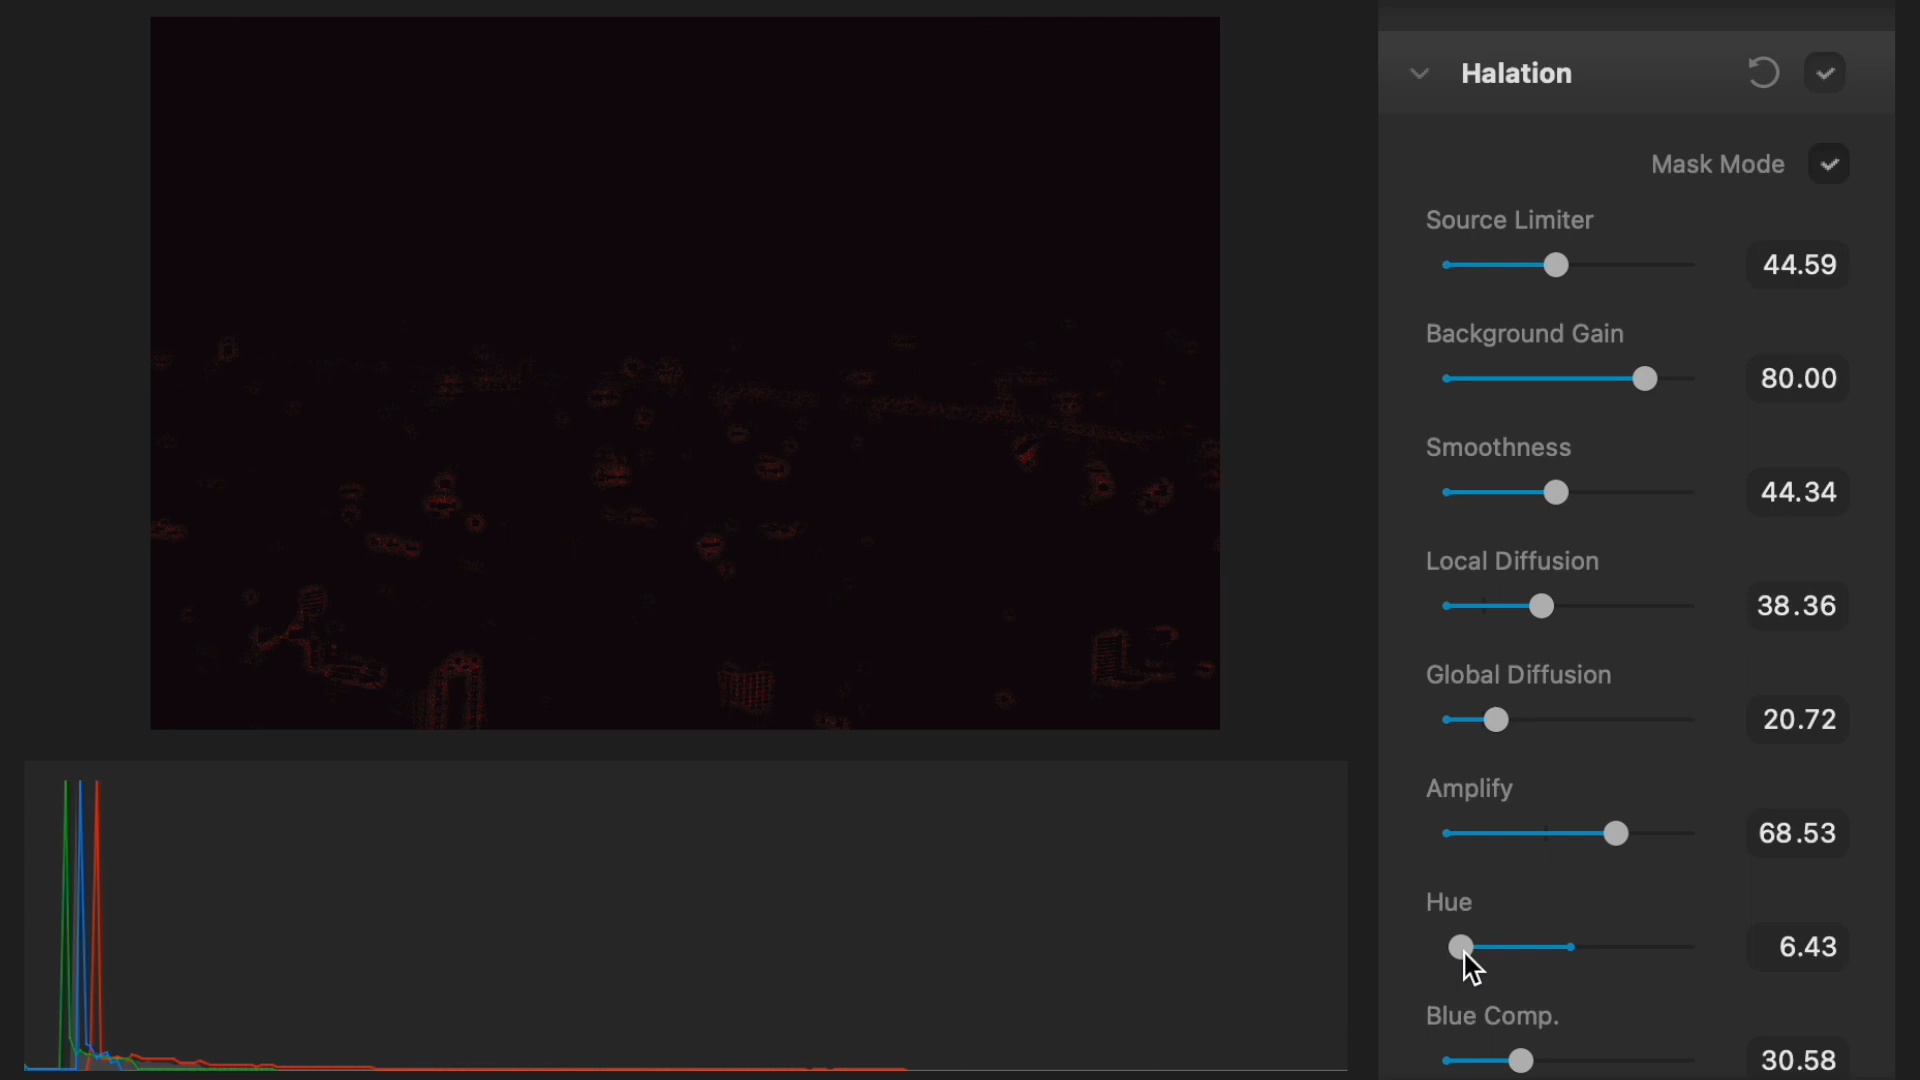 Halation
Mask Mode
Source Limiter
44.59
Background Gain
80.00
Smoothness
44.34
Local Diffusion
38.36
Global Diffusion
20.72
Amplify
68.53
Hue
6.43
Blue Comp.
30.58